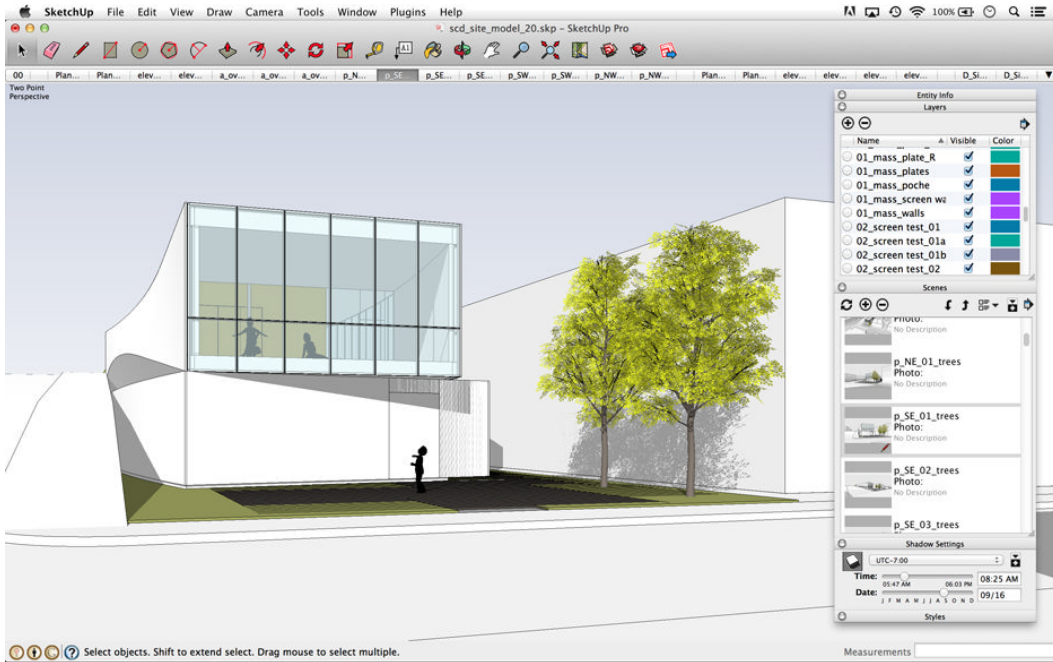 SketchUp File Edit View Draw Camera Tools Window Plugins Help 100%
scd_site_model_20.skp - SketchUp Pro
A1
00 Plan... Plan... elev... elev... a_ov... a_ov... a_ov... p_N... p_SE p_SE... p_SE... p_SW... p_SW... p_NW... p_NW... Plan... Plan... elev... elev... elev... elev... D_Si... D_Si...
Two Point
Perspective
Entity Info
Layers
Name Visible Color
01_mass_plate_R
01_mass_plates
01_mass_poche
01_mass_screen wa
01_mass_walls
02_screen test_01
02_screen test_01a
02_screen test_01b
02_screen test_02
Scenes
Photo:
No Description
p_NE_01_trees
Photo:
No Description
p_SE_01_trees
Photo:
No Description
p_SE_02_trees
Photo:
No Description
p_SE_03_trees
Shadow Settings
UTC-7:00
Time: 05:47 AM 06:03 PM 08:25 AM
Date: J F M A M J J A S O N D 09/16
Styles
Select objects. Shift to extend select. Drag mouse to select multiple.
Measurements